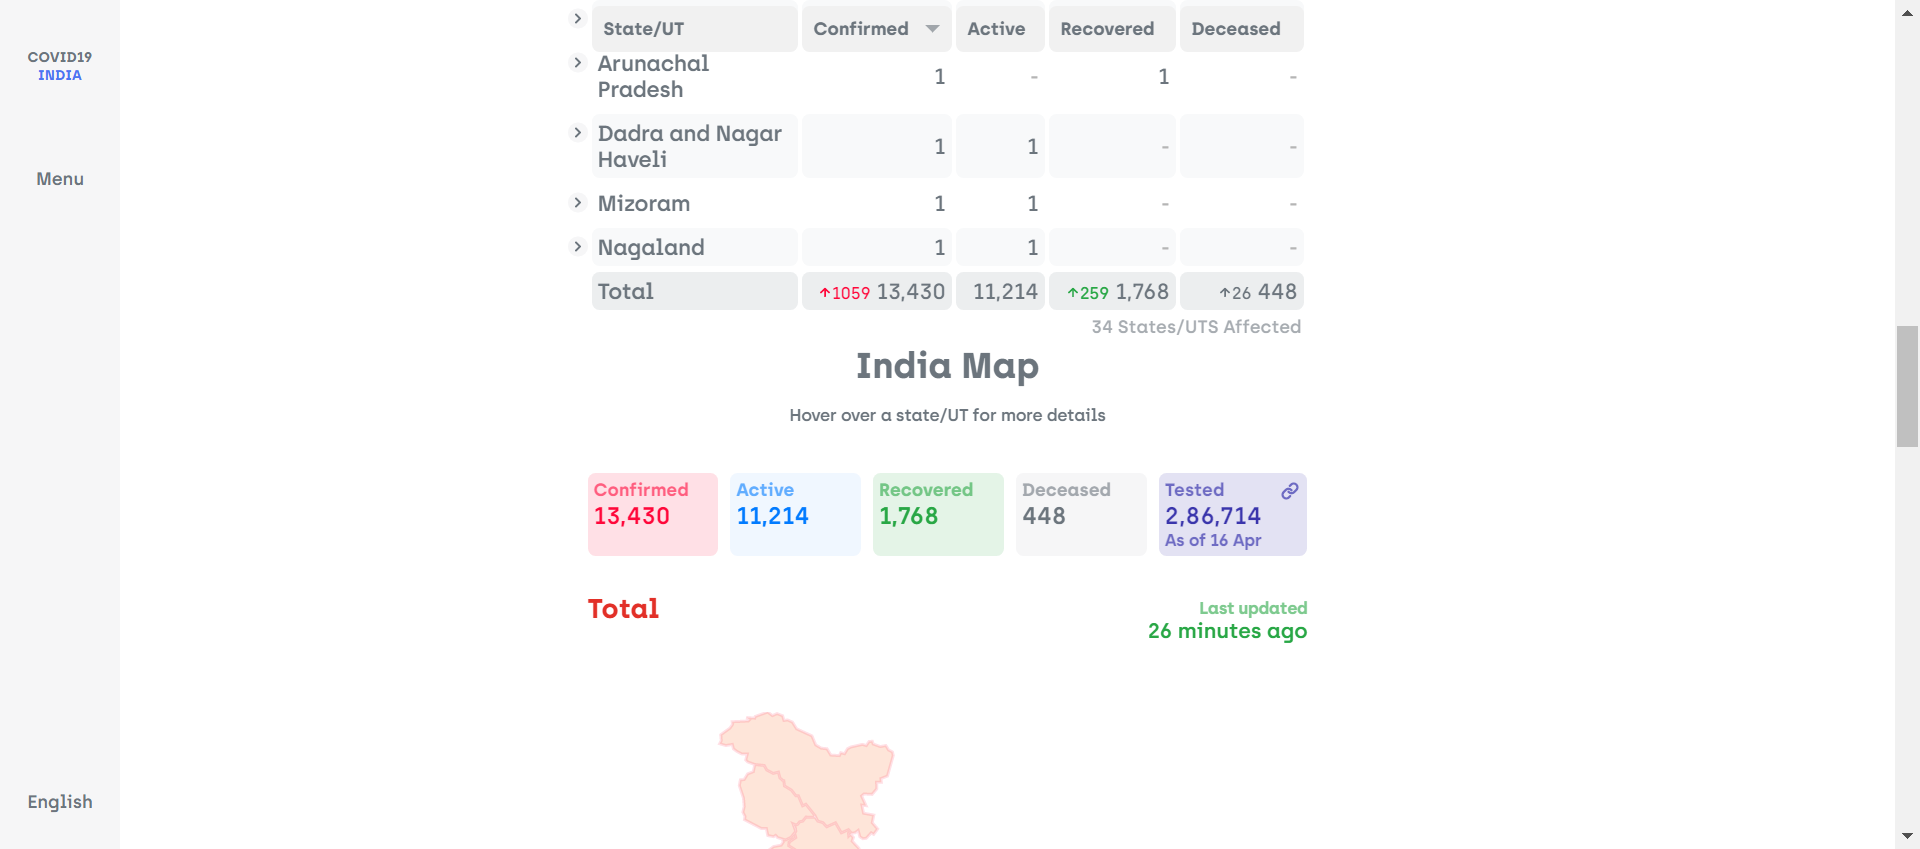 COVID19
INDIA
Menu
English
State/UT Confirmed Active Recovered Deceased
Arunachal
Pradesh
1 - 1 -
Dadra and Nagar
Haveli
1 1 - -
Mizoram 1 1 - -
Nagaland 1 1 - -
Total ↑1059 13,430 11,214 ↑259 1,768 ↑26 448
34 States/UTS Affected
India Map
Hover over a state/UT for more details
Confirmed
13,430
Active
11,214
Recovered
1,768
Deceased
448
Tested
2,86,714
As of 16 Apr
Total
Last updated
26 minutes ago